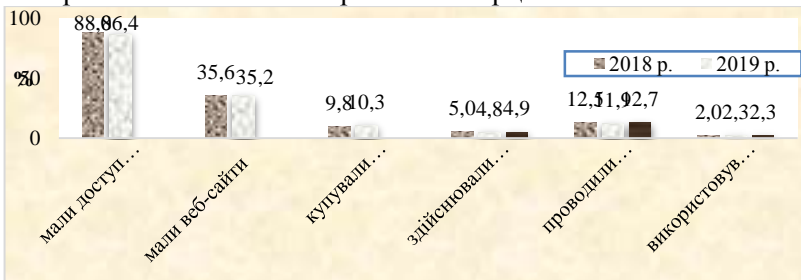 100
50
0
%
86,4
35,6 35,2
9,8 10,3
5,0 4,8 4,9
12,5 11,9 12,7
2,0 2,3 2,3
2018 р. 2019 р.
мали доступ…
мали веб-сайти
купували…
здійснювали…
проводили…
використовув…